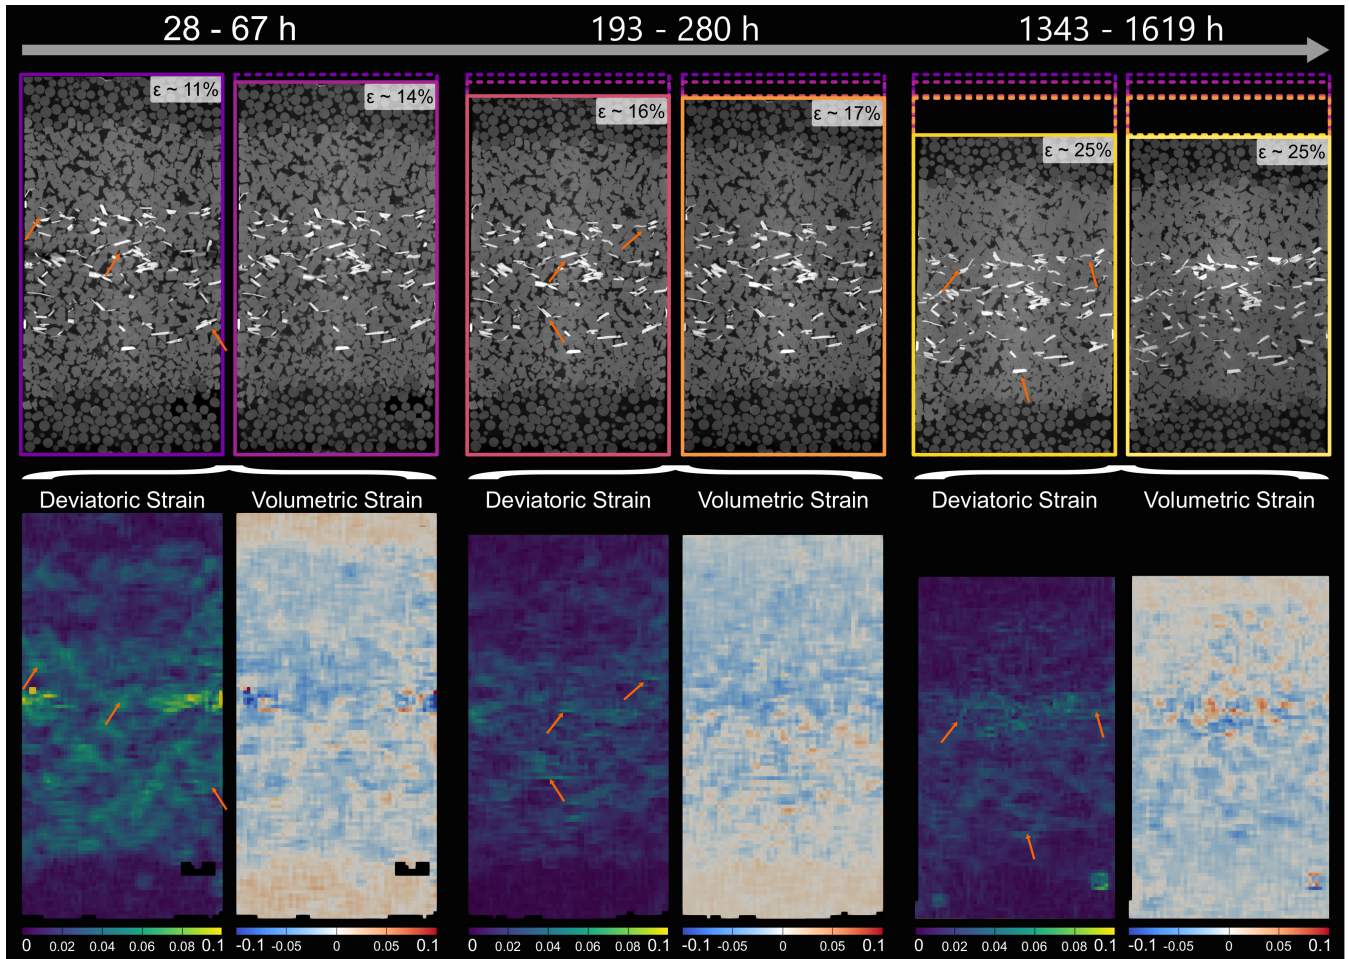 28 - 67 h 193 - 280 h 1343 - 1619 h
ε ~ 11% ε ~ 14% ε ~ 16% ε ~ 17% ε ~ 25% ε ~ 25%
Deviatoric Strain Volumetric Strain Deviatoric Strain Volumetric Strain Deviatoric Strain Volumetric Strain
0 0.02 0.04 0.06 0.08 0.1 -0.1 -0.05 0 0.05 0.1 0 0.02 0.04 0.06 0.08 0.1 -0.1 -0.05 0 0.05 0.1 0 0.02 0.04 0.06 0.08 0.1 -0.1 -0.05 0 0.05 0.1